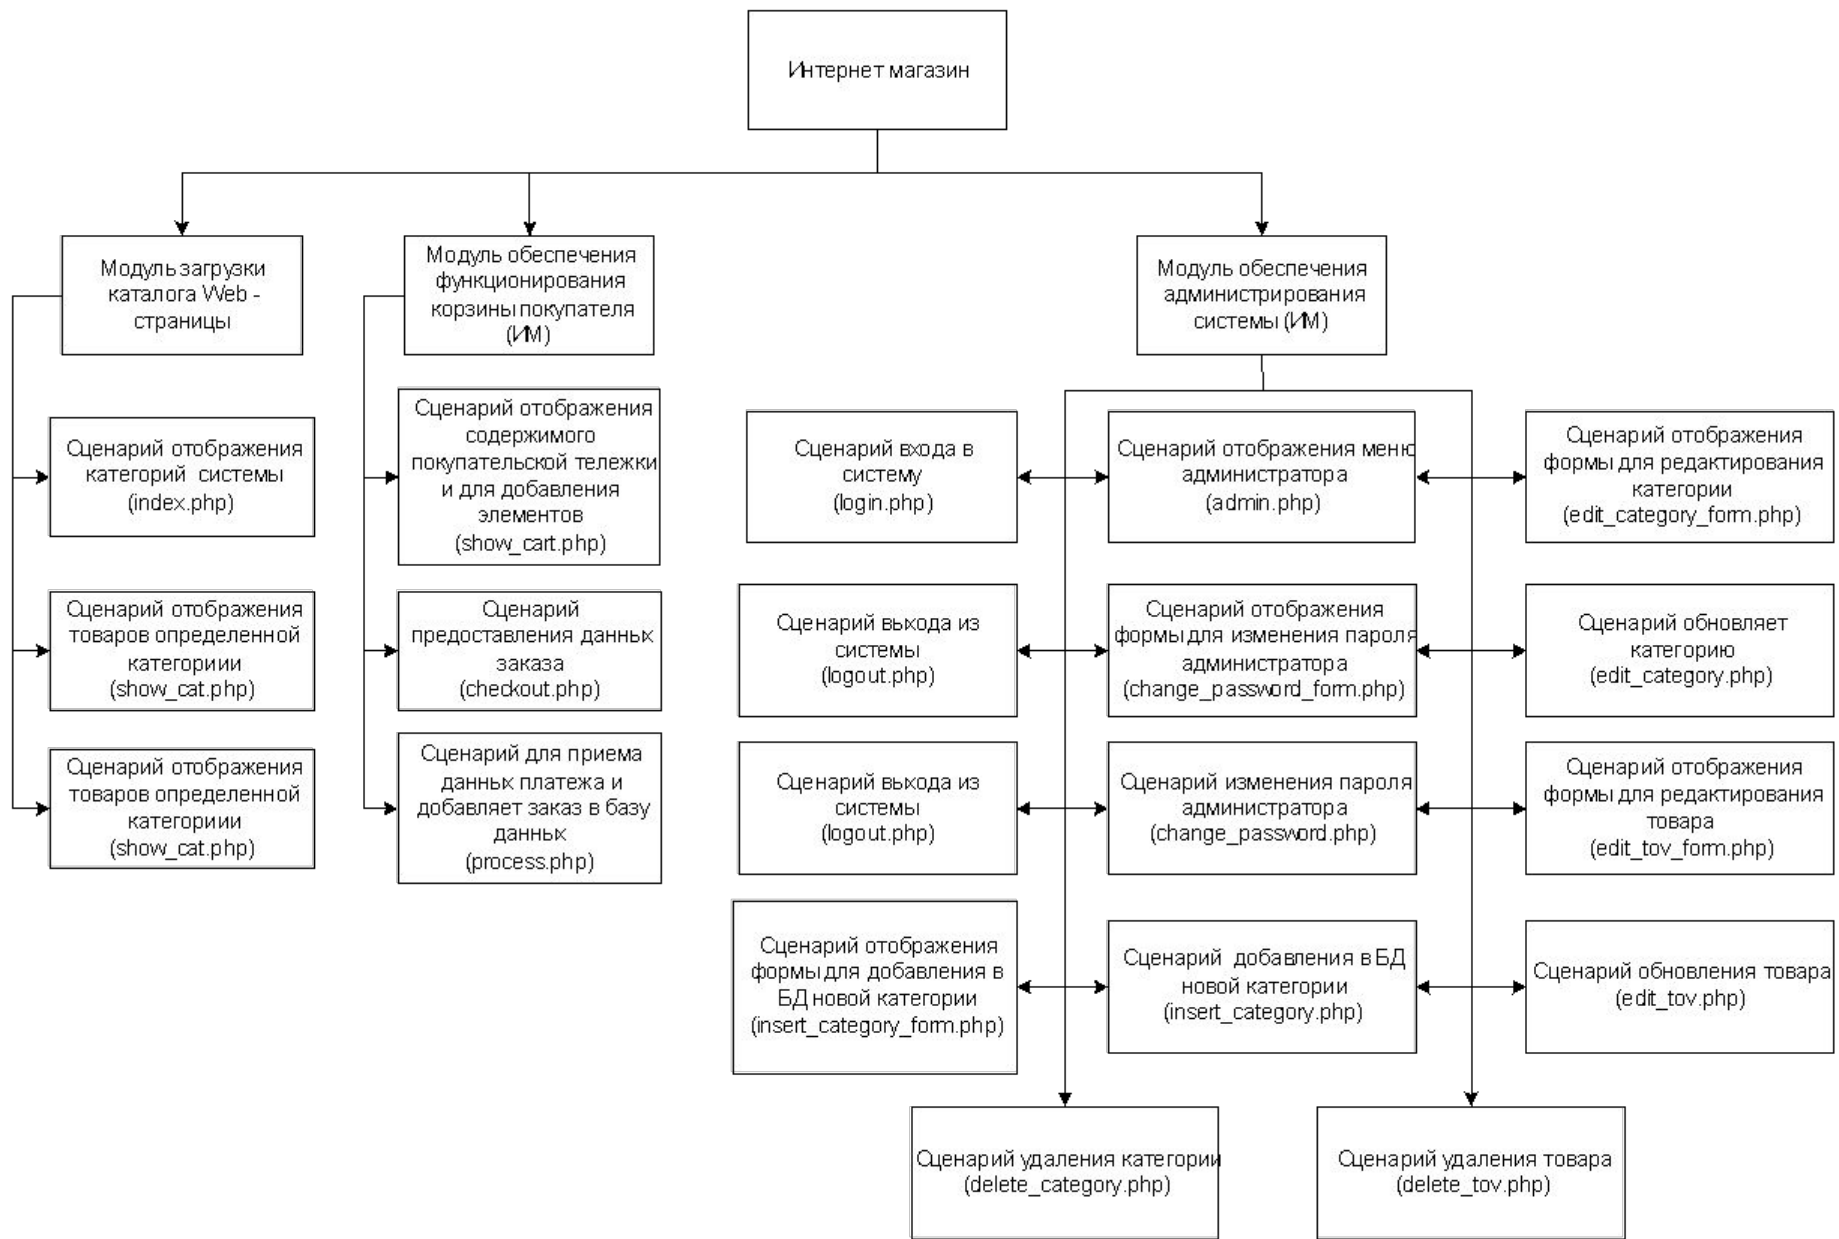 Интернет магазин
Модуль загрузки
каталога Web -
страницы
Модуль обеспечения
функционирования
корзины покупателя
(ИМ)
Модуль обеспечения
администрирования
системы (ИМ)
Сценарий отображения
категорий системы
(index.php)
Сценарий отображения
товаров определенной
категориии
(show_cat.php)
Сценарий отображения
товаров определенной
категориии
(show_cat.php)
Сценарий отображения
содержимого
покупательской тележки
и для добавления
элементов
(show_cart.php)
Сценарий
предоставления данных
заказа
(checkout.php)
Сценарий для приема
данных платежа и
добавляет заказ в базу
данных
(process.php)
Сценарий входа в
систему
(login.php)
Сценарий отображения меню
администратора
(admin.php)
Сценарий отображения
формы для редактирования
категории
(edit_category_form.php)
Сценарий выхода из
системы
(logout.php)
Сценарий отображения
формы для изменения пароля
администратора
(change_password_form.php)
Сценарий обновляет
категорию
(edit_category.php)
Сценарий выхода из
системы
(logout.php)
Сценарий изменения пароля
администратора
(change_password.php)
Сценарий отображения
формы для редактирования
товара
(edit_tov_form.php)
Сценарий отображения
формы для добавления в
БД новой категории
(insert_category_form.php)
Сценарий добавления в БД
новой категории
(insert_category.php)
Сценарий обновления товара
(edit_tov.php)
Сценарий удаления категории
(delete_category.php)
Сценарий удаления товара
(delete_tov.php)